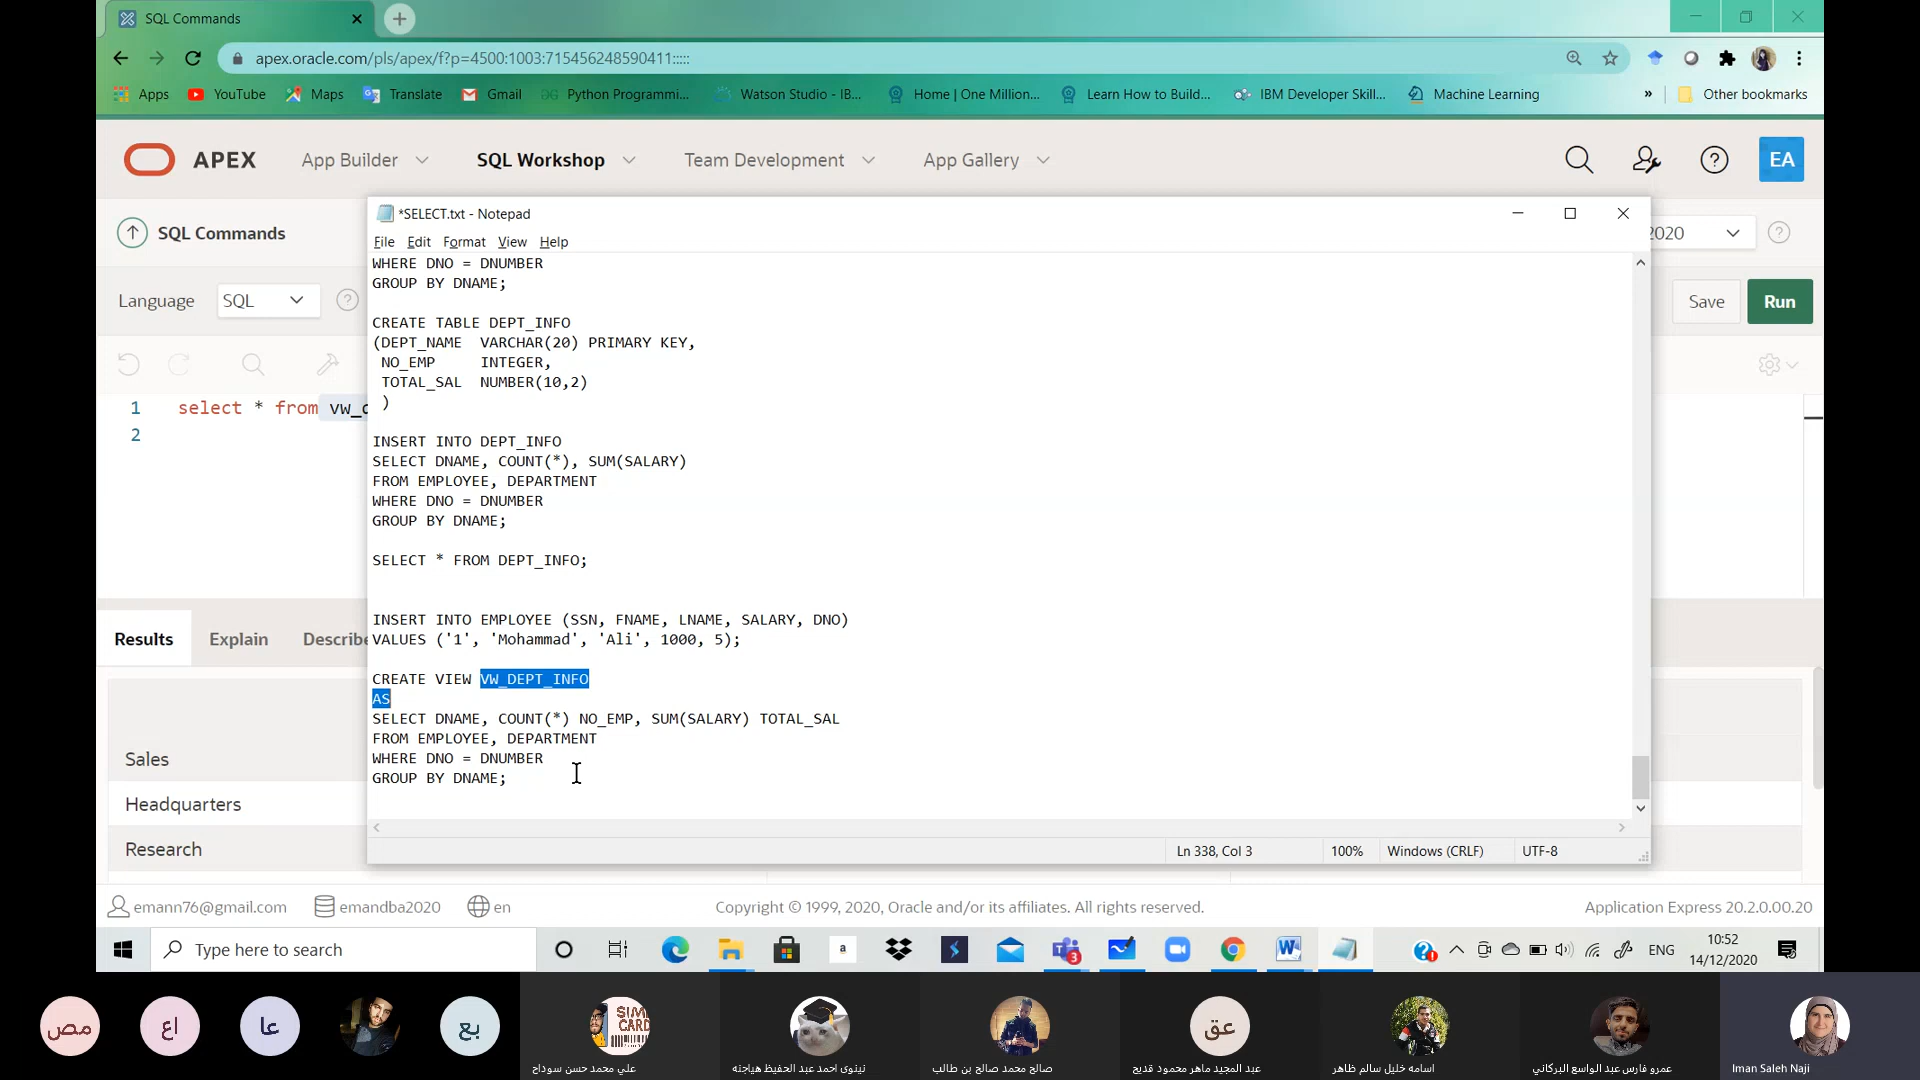 SQL Commands
apex.oracle.com/pls/apex/f?p=4500:1003:715456248590411:::::
Apps YouTube Maps Translate Gmail Python Programmi... Watson Studio - IB... Home | One Million... Learn How to Build... IBM Developer Skill... Machine Learning » Other bookmarks
APEX App Builder SQL Workshop Team Development App Gallery EA
SQL Commands
2020
*SELECT.txt - Notepad
File Edit Format View Help
Language SQL
Save Run
1 select * from vw_d
2
WHERE DNO = DNUMBER
GROUP BY DNAME;
CREATE TABLE DEPT_INFO
(DEPT_NAME VARCHAR(20) PRIMARY KEY,
NO_EMP INTEGER,
TOTAL_SAL NUMBER(10,2)
)
INSERT INTO DEPT_INFO
SELECT DNAME, COUNT(*), SUM(SALARY)
FROM EMPLOYEE, DEPARTMENT
WHERE DNO = DNUMBER
GROUP BY DNAME;
SELECT * FROM DEPT_INFO;
INSERT INTO EMPLOYEE (SSN, FNAME, LNAME, SALARY, DNO)
VALUES ('1', 'Mohammad', 'Ali', 1000, 5);
CREATE VIEW VW_DEPT_INFO
AS
SELECT DNAME, COUNT(*) NO_EMP, SUM(SALARY) TOTAL_SAL
FROM EMPLOYEE, DEPARTMENT
WHERE DNO = DNUMBER
GROUP BY DNAME;
Ln 338, Col 3 100% Windows (CRLF) UTF-8
Results Explain Describe
Sales
Headquarters
Research
emann76@gmail.com emandba2020 en
Copyright © 1999, 2020, Oracle and/or its affiliates. All rights reserved.
Application Express 20.2.0.00.20
Type here to search
a
3
ENG
10:52
14/12/2020
مص
اع
عا
بع
SIM
CARD
عق
علي محمد حسن سوداح
نينوى احمد عبد الحفيظ هياجنه
صالح محمد صالح بن طالب
عبد المجيد ماهر محمود قديح
اسامه خليل سالم ظاهر
عمرو فارس عبد الواسع البركاني
Iman Saleh Naji